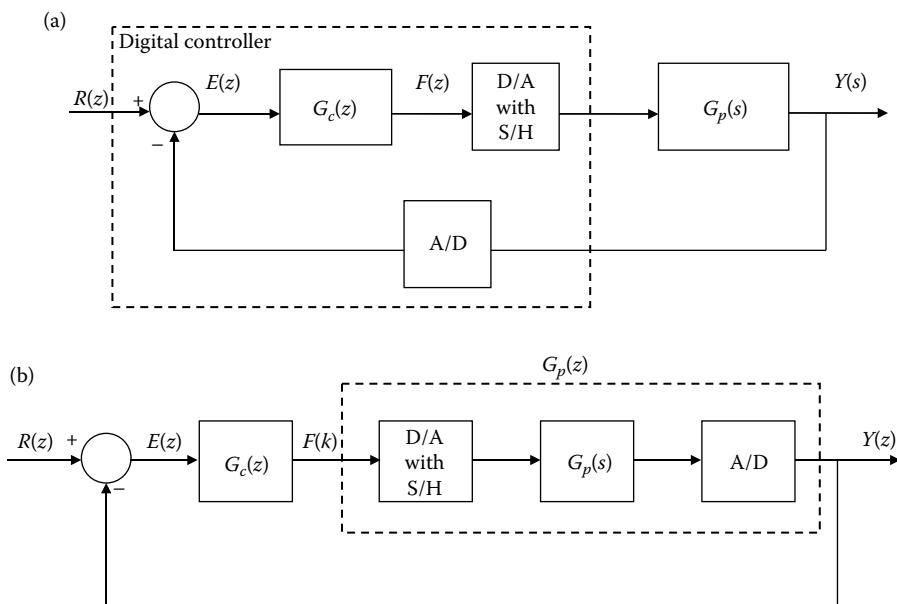 (a)
Digital controller
R(z) + E(z) F(z) Y(s)
G_c(z)
D/A
with
S/H
G_p(s)
−
A/D
(b)
G_p(z)
R(z) + E(z) F(k) Y(z)
G_c(z)
D/A
with
S/H
G_p(s)
A/D
−